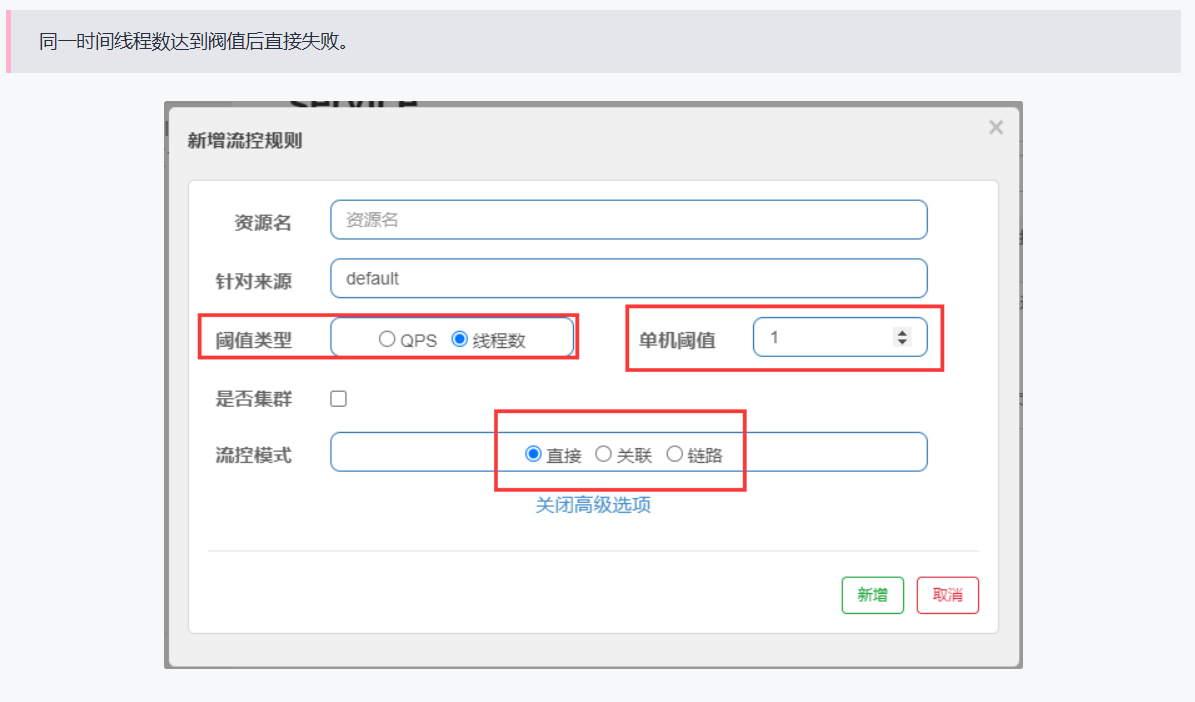 同一时间线程数达到阀值后直接失败。
新增流控规则
×
资源名 资源名
针对来源 default
阈值类型 QPS 线程数 单机阈值 1
是否集群
流控模式 直接 关联 链路
关闭高级选项
新增 取消